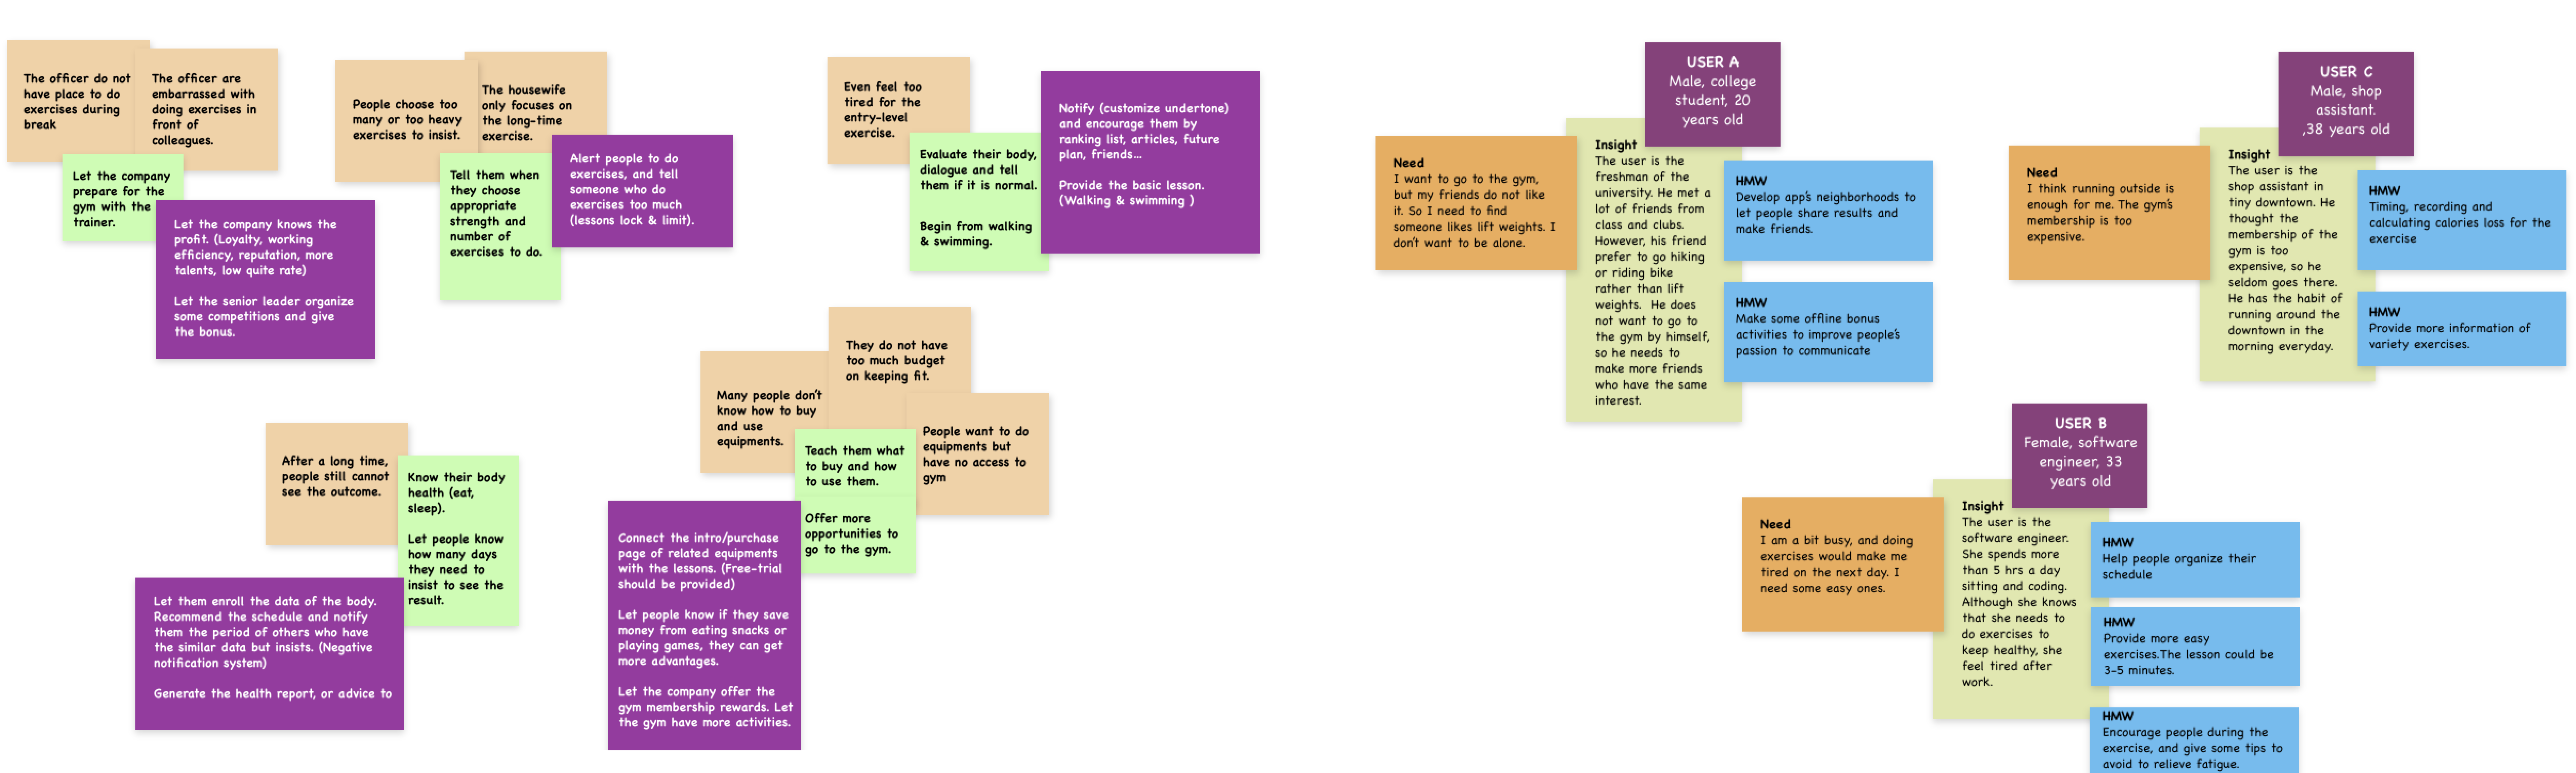 The officer do not
have place to do
exercises during
break
The officer are
embarrassed with
doing exercises in
front of
colleagues.
Let the company
prepare for the
gym with the
trainer.
Let the company knows the
profit. (Loyalty, working
efficiency, reputation, more
talents, low quite rate)
Let the senior leader organize
some competitions and give
the bonus.
People choose too
many or too heavy
exercises to insist.
The housewife
only focuses on
the long-time
exercise.
Tell them when
they choose
appropriate
strength and
number of
exercises to do.
Alert people to do
exercises, and tell
someone who do
exercises too much
(lessons lock & limit).
Even feel too
tired for the
entry-level
exercise.
Evaluate their body,
dialogue and tell
them if it is normal.
Begin from walking
& swimming.
Notify (customize undertone)
and encourage them by
ranking list, articles, future
plan, friends...
Provide the basic lesson.
(Walking & swimming )
After a long time,
people still cannot
see the outcome.
Know their body
health (eat,
sleep).
Let people know
how many days
they need to
insist to see the
result.
Let them enroll the data of the body.
Recommend the schedule and notify
them the period of others who have
the similar data but insists. (Negative
notification system)
Generate the health report, or advice to
Many people don't
know how to buy
and use
equipments.
They do not have
too much budget
on keeping fit.
People want to do
equipments but
have no access to
gym
Teach them what
to buy and how
to use them.
Offer more
opportunities to
go to the gym.
Connect the intro/purchase
page of related equipments
with the lessons. (Free-trial
should be provided)
Let people know if they save
money from eating snacks or
playing games, they can get
more advantages.
Let the company offer the
gym membership rewards. Let
the gym have more activities.
USER A
Male, college
student, 20
years old
Need
I want to go to the gym,
but my friends do not like
it. So I need to find
someone likes lift weights. I
don't want to be alone.
Insight
The user is the
freshman of the
university. He met a
lot of friends from
class and clubs.
However, his friend
prefer to go hiking
or riding bike
rather than lift
weights. He does
not want to go to
the gym by himself,
so he needs to
make more friends
who have the same
interest.
HMW
Develop app's neighborhoods to
let people share results and
make friends.
HMW
Make some offline bonus
activities to improve people's
passion to communicate
USER C
Male, shop
assistant.
,38 years old
Need
I think running outside is
enough for me. The gym's
membership is too
expensive.
Insight
The user is the
shop assistant in
tiny downtown. He
thought the
membership of the
gym is too
expensive, so he
seldom goes there.
He has the habit of
running around the
downtown in the
morning everyday.
HMW
Timing, recording and
calculating calories loss for the
exercise
HMW
Provide more information of
variety exercises.
USER B
Female, software
engineer, 33
years old
Need
I am a bit busy, and doing
exercises would make me
tired on the next day. I
need some easy ones.
Insight
The user is the
software engineer.
She spends more
than 5 hrs a day
sitting and coding.
Although she knows
that she needs to
do exercises to
keep healthy, she
feel tired after
work.
HMW
Help people organize their
schedule
HMW
Provide more easy
exercises.The lesson could be
3-5 minutes.
HMW
Encourage people during the
exercise, and give some tips to
avoid to relieve fatigue.